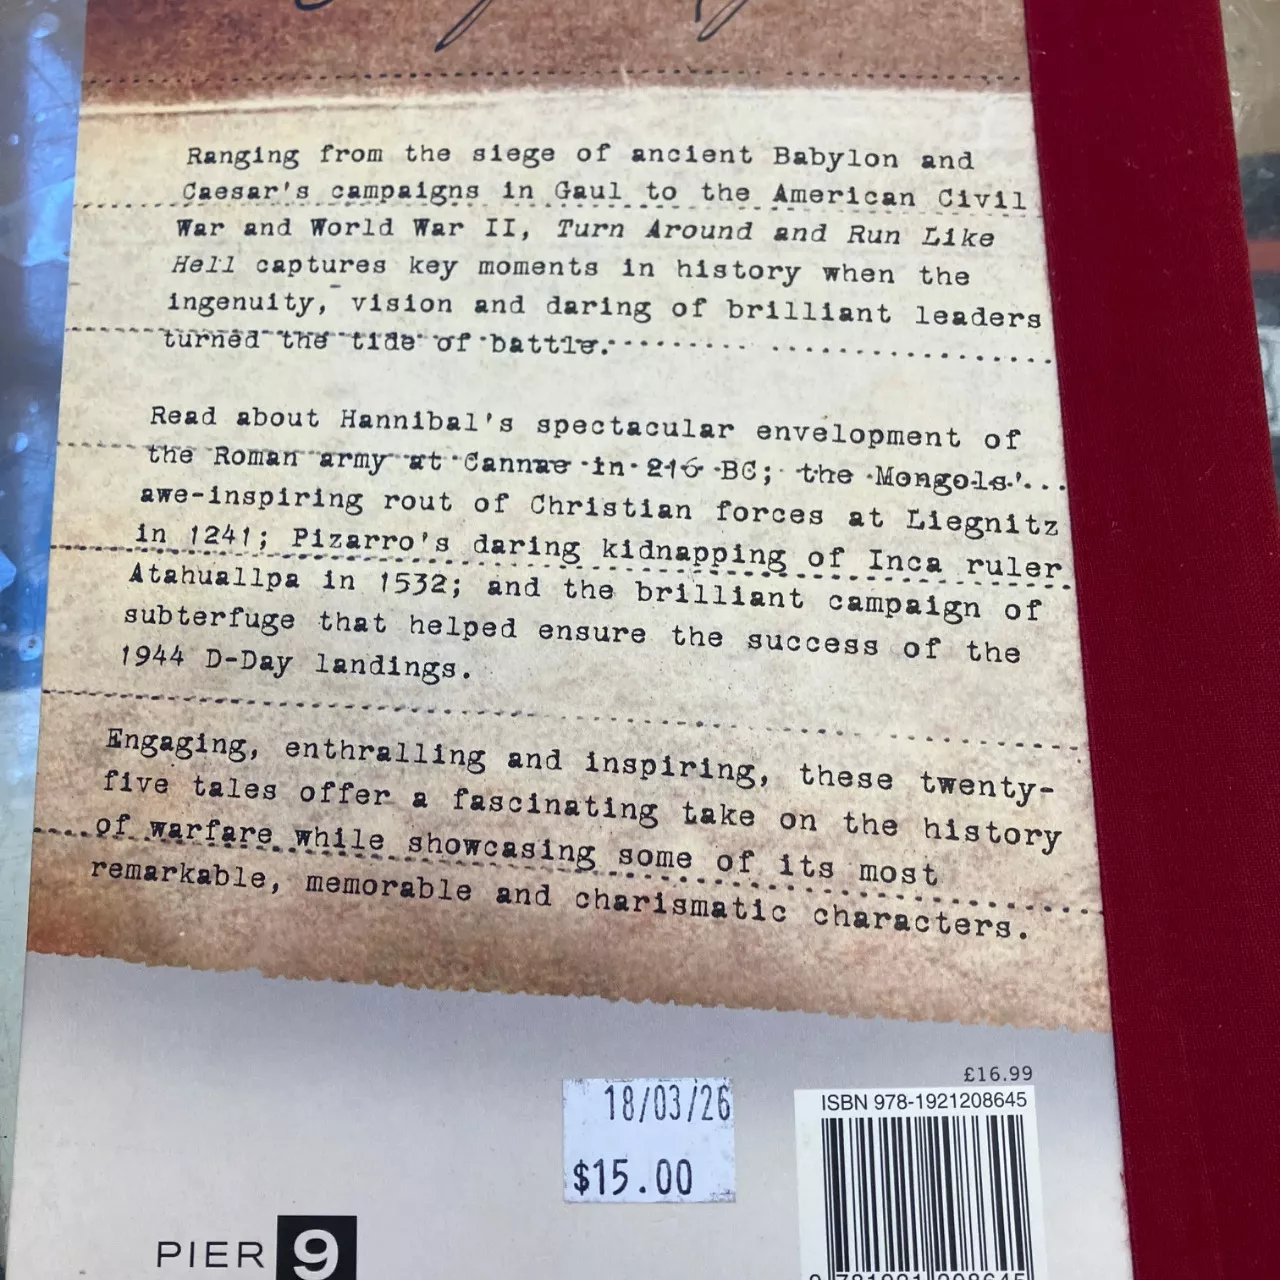 Ranging from the siege of ancient Babylon and
Caesar's campaigns in Gaul to the American Civil
War and World War II, Turn Around and Run Like
Hell captures key moments in history when the
ingenuity, vision and daring of brilliant leaders
turned the tide of battle.
Read about Hannibal's spectacular envelopment of
the Roman army at Cannae in 216 BC; the Mongols'
awe-inspiring rout of Christian forces at Liegnitz
in 1241; Pizarro's daring kidnapping of Inca ruler
Atahuallpa in 1532; and the brilliant campaign of
subterfuge that helped ensure the success of the
1944 D-Day landings.
Engaging, enthralling and inspiring, these twenty-
five tales offer a fascinating take on the history
of warfare while showcasing some of its most
remarkable, memorable and charismatic characters.
£16.99
ISBN 978-1921208645
18/03/26
$15.00
PIER 9
9 781921 208645